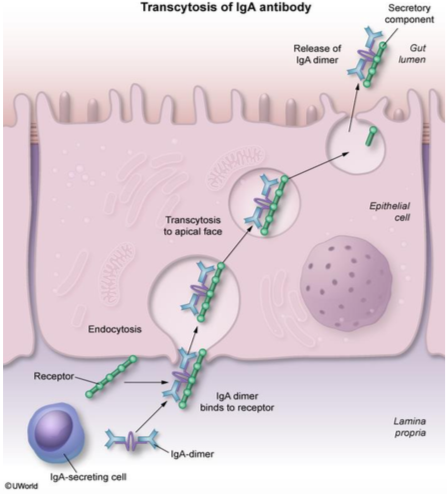 Transcytosis of IgA antibody
Secretory
component
Release of
IgA dimer
Gut
lumen
Transcytosis
to apical face
Epithelial
cell
Endocytosis
Receptor
IgA dimer
binds to receptor
Lamina
propria
IgA-dimer
IgA-secreting cell
©UWorld